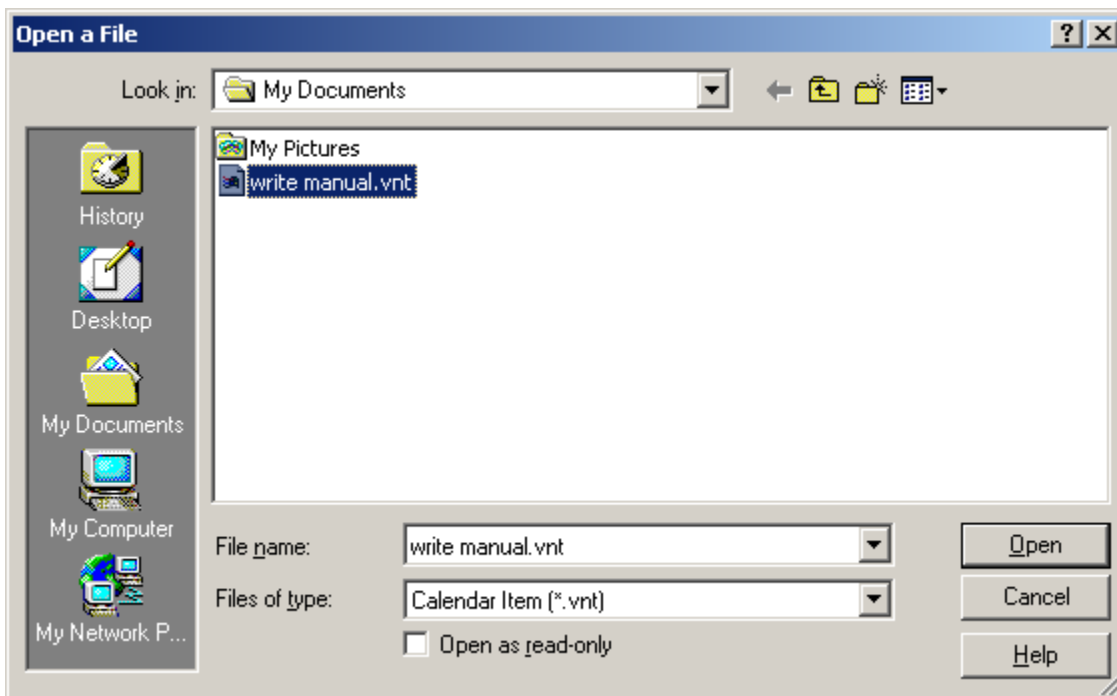 Open a File
Look in:
My Documents
My Pictures
write manual.vnt
History
Desktop
My Documents
My Computer
My Network P...
File name:
write manual.vnt
Open
Files of type:
Calendar Item (*.vnt)
Cancel
Open as read-only
Help